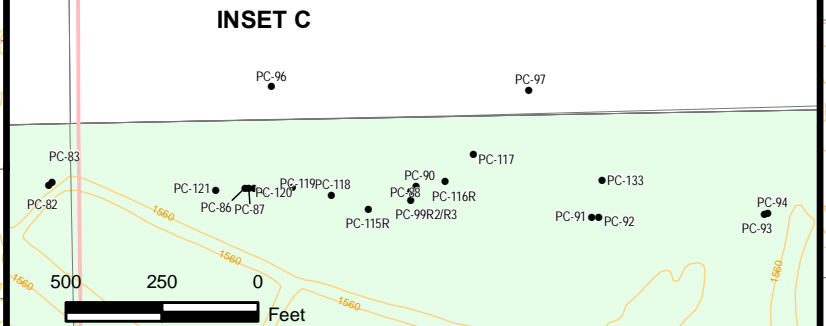 INSET C
PC-96
PC-97
PC-83
PC-117
PC-90
PC-121
PC-119
PC-118
PC-133
PC-120
PC-88
PC-116R
PC-82
PC-86
PC-87
PC-94
PC-115R
PC-99R2/R3
PC-91
PC-92
PC-93
1560
1560
1560
1560
1560
500 250 0
Feet